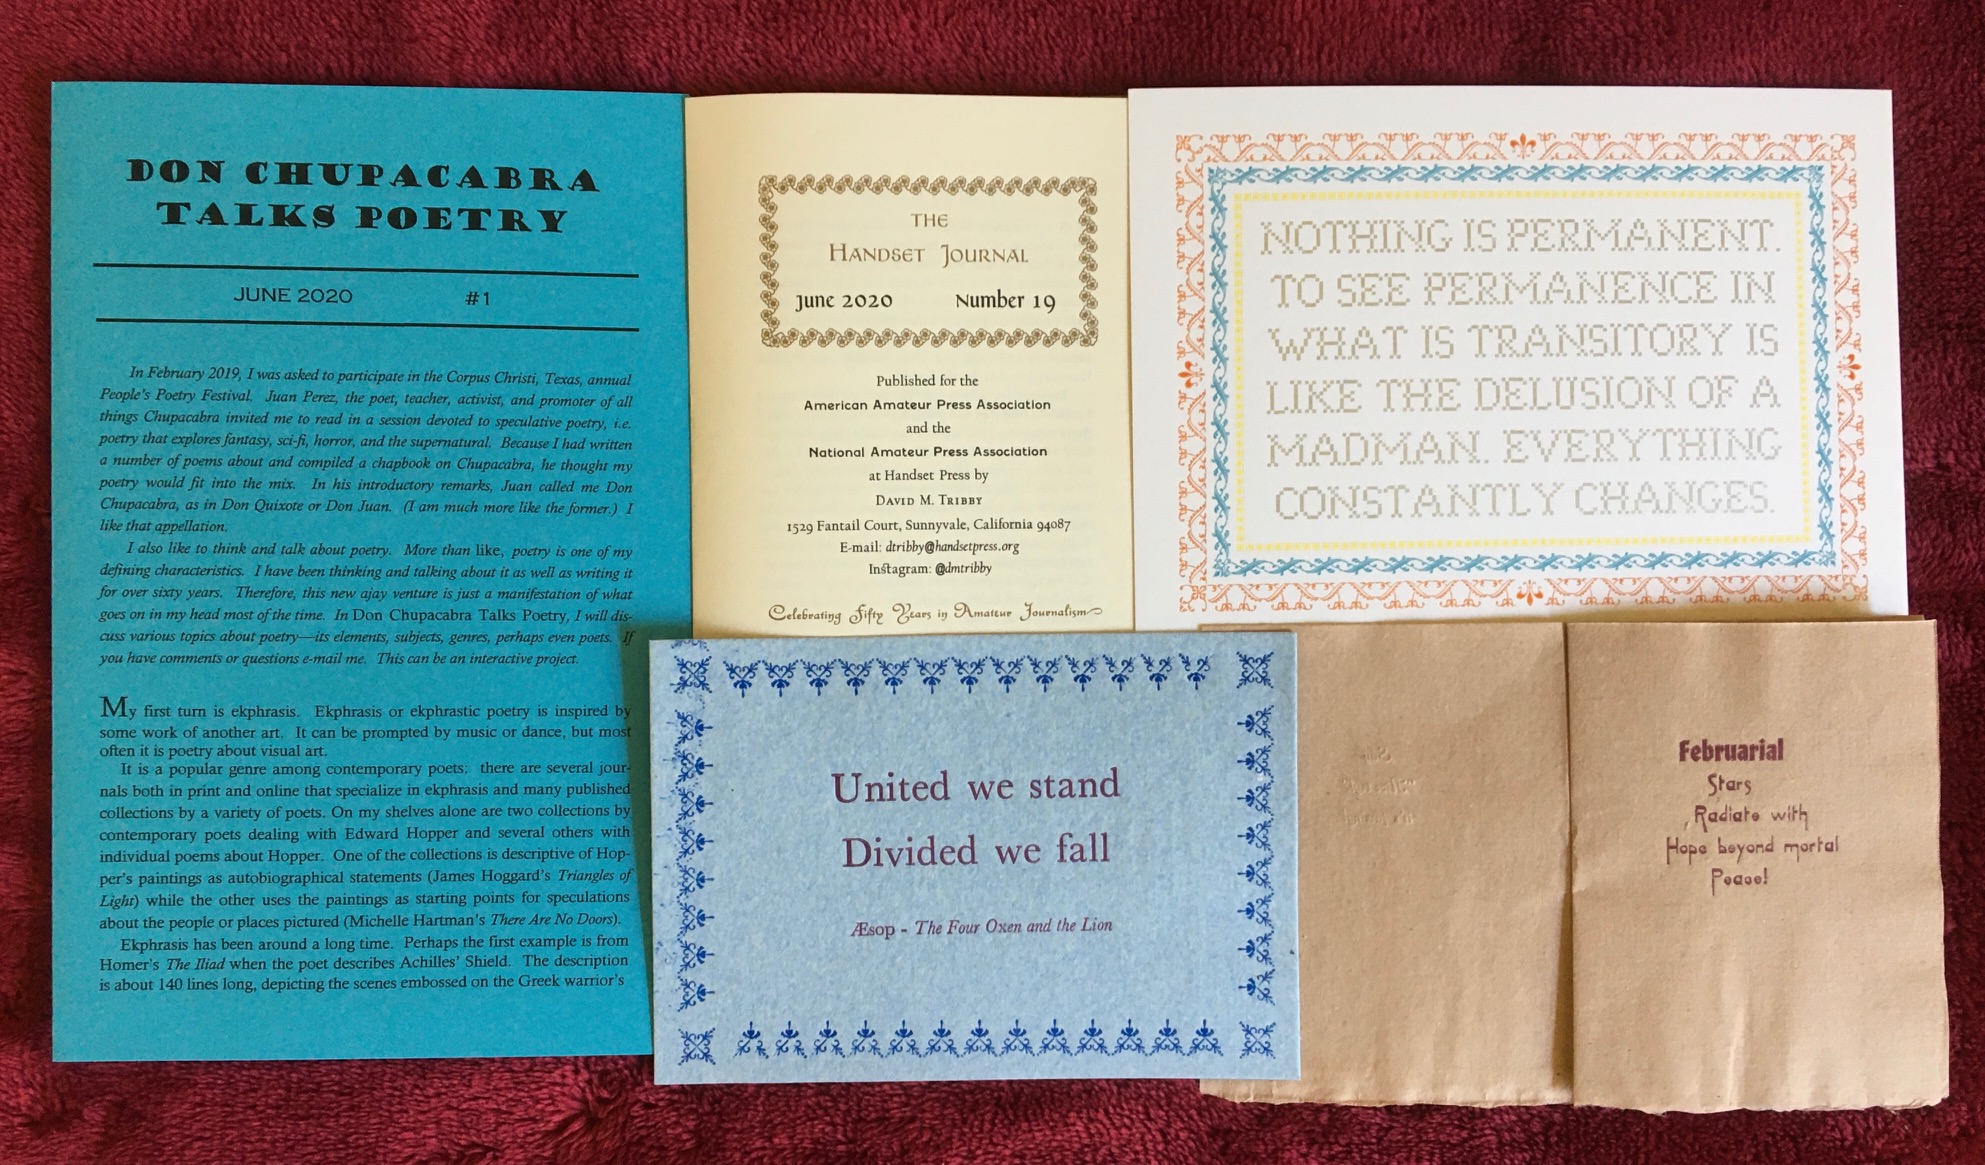 DON CHUPACABRA
TALKS POETRY
JUNE 2020 #1
In February 2019, I was asked to participate in the Corpus Christi, Texas, annual
People's Poetry Festival. Juan Perez, the poet, teacher, activist, and promoter of all
things Chupacabra invited me to read in a session devoted to speculative poetry, i.e.
poetry that explores fantasy, sci-fi, horror, and the supernatural. Because I had written
a number of poems about and compiled a chapbook on Chupacabra, he thought my
poetry would fit into the mix. In his introductory remarks, Juan called me Don
Chupacabra, as in Don Quixote or Don Juan. (I am much more like the former.) I
like that appellation.
I also like to think and talk about poetry. More than like, poetry is one of my
defining characteristics. I have been thinking and talking about it as well as writing it
for over sixty years. Therefore, this new ajay venture is just a manifestation of what
goes on in my head most of the time. In Don Chupacabra Talks Poetry, I will dis-
cuss various topics about poetry—its elements, subjects, genres, perhaps even poets. If
you have comments or questions e-mail me. This can be an interactive project.
My first turn is ekphrasis. Ekphrasis or ekphrastic poetry is inspired by
some work of another art. It can be prompted by music or dance, but most
often it is poetry about visual art.
It is a popular genre among contemporary poets; there are several jour-
nals both in print and online that specialize in ekphrasis and many published
collections by a variety of poets. On my shelves alone are two collections by
contemporary poets dealing with Edward Hopper and several others with
individual poems about Hopper. One of the collections is descriptive of Hop-
per's paintings as autobiographical statements (James Hoggard's Triangles of
Light) while the other uses the paintings as starting points for speculations
about the people or places pictured (Michelle Hartman's There Are No Doors).
Ekphrasis has been around a long time. Perhaps the first example is from
Homer's The Iliad when the poet describes Achilles' Shield. The description
is about 140 lines long, depicting the scenes embossed on the Greek warrior's
THE
HANDSET JOURNAL
June 2020 Number 19
Published for the
American Amateur Press Association
and the
National Amateur Press Association
at Handset Press by
DAVID M. TRIBBY
1529 Fantail Court, Sunnyvale, California 94087
E-mail: dtribby@handsetpress.org
Instagram: @dmtribby
Celebrating Fifty Years in Amateur Journalism
NOTHING IS PERMANENT.
TO SEE PERMANENCE IN
WHAT IS TRANSITORY IS
LIKE THE DELUSION OF A
MADMAN. EVERYTHING
CONSTANTLY CHANGES.
United we stand
Divided we fall
Æsop - The Four Oxen and the Lion
Februarial
Stars
Radiate with
Hope beyond mortal
Peace!